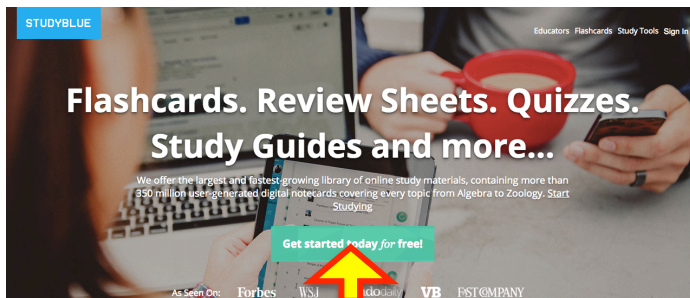 STUDYBLUE
Educators Flashcards Study Tools Sign In
Flashcards. Review Sheets. Quizzes.
Study Guides and more...
We offer the largest and fastest-growing library of online study materials, containing more than
350 million user-generated digital notecards covering every topic from Algebra to Zoology. Start
Studying
Get started today for free!
As Seen On: Forbes WSJ VB FAST COMPANY